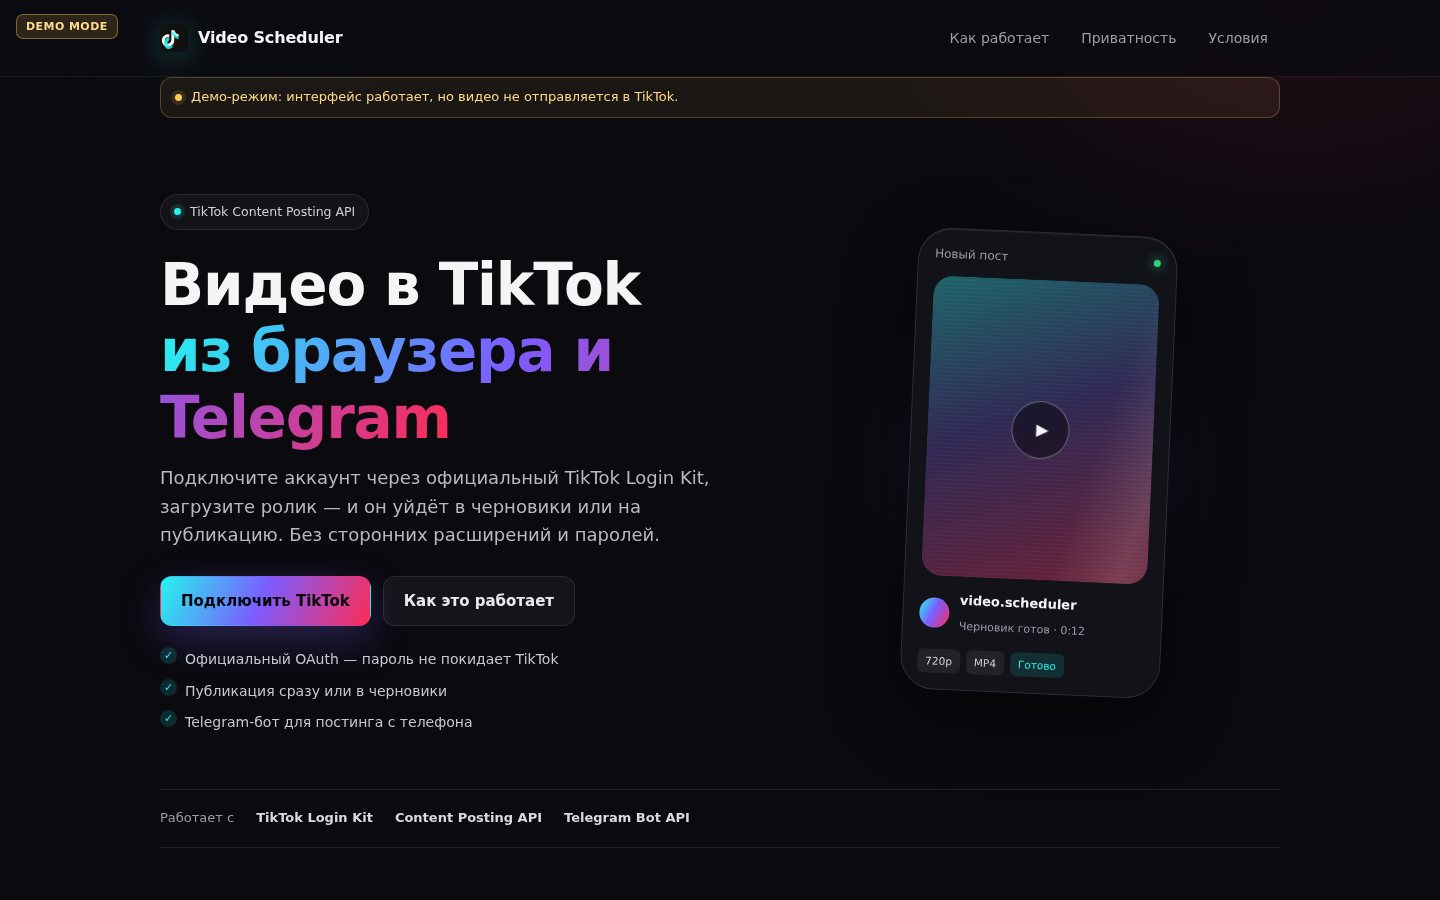 DEMO MODE
Video Scheduler
Как работает
Приватность
Условия
Демо-режим: интерфейс работает, но видео не отправляется в TikTok.
TikTok Content Posting API
Видео в TikTok
из браузера и
Telegram
Подключите аккаунт через официальный TikTok Login Kit,
загрузите ролик — и он уйдёт в черновики или на
публикацию. Без сторонних расширений и паролей.
Подключить TikTok
Как это работает
✓ Официальный OAuth — пароль не покидает TikTok
✓ Публикация сразу или в черновики
✓ Telegram-бот для постинга с телефона
Новый пост
video.scheduler
Черновик готов · 0:12
720p
MP4
Готово
Работает с
TikTok Login Kit
Content Posting API
Telegram Bot API